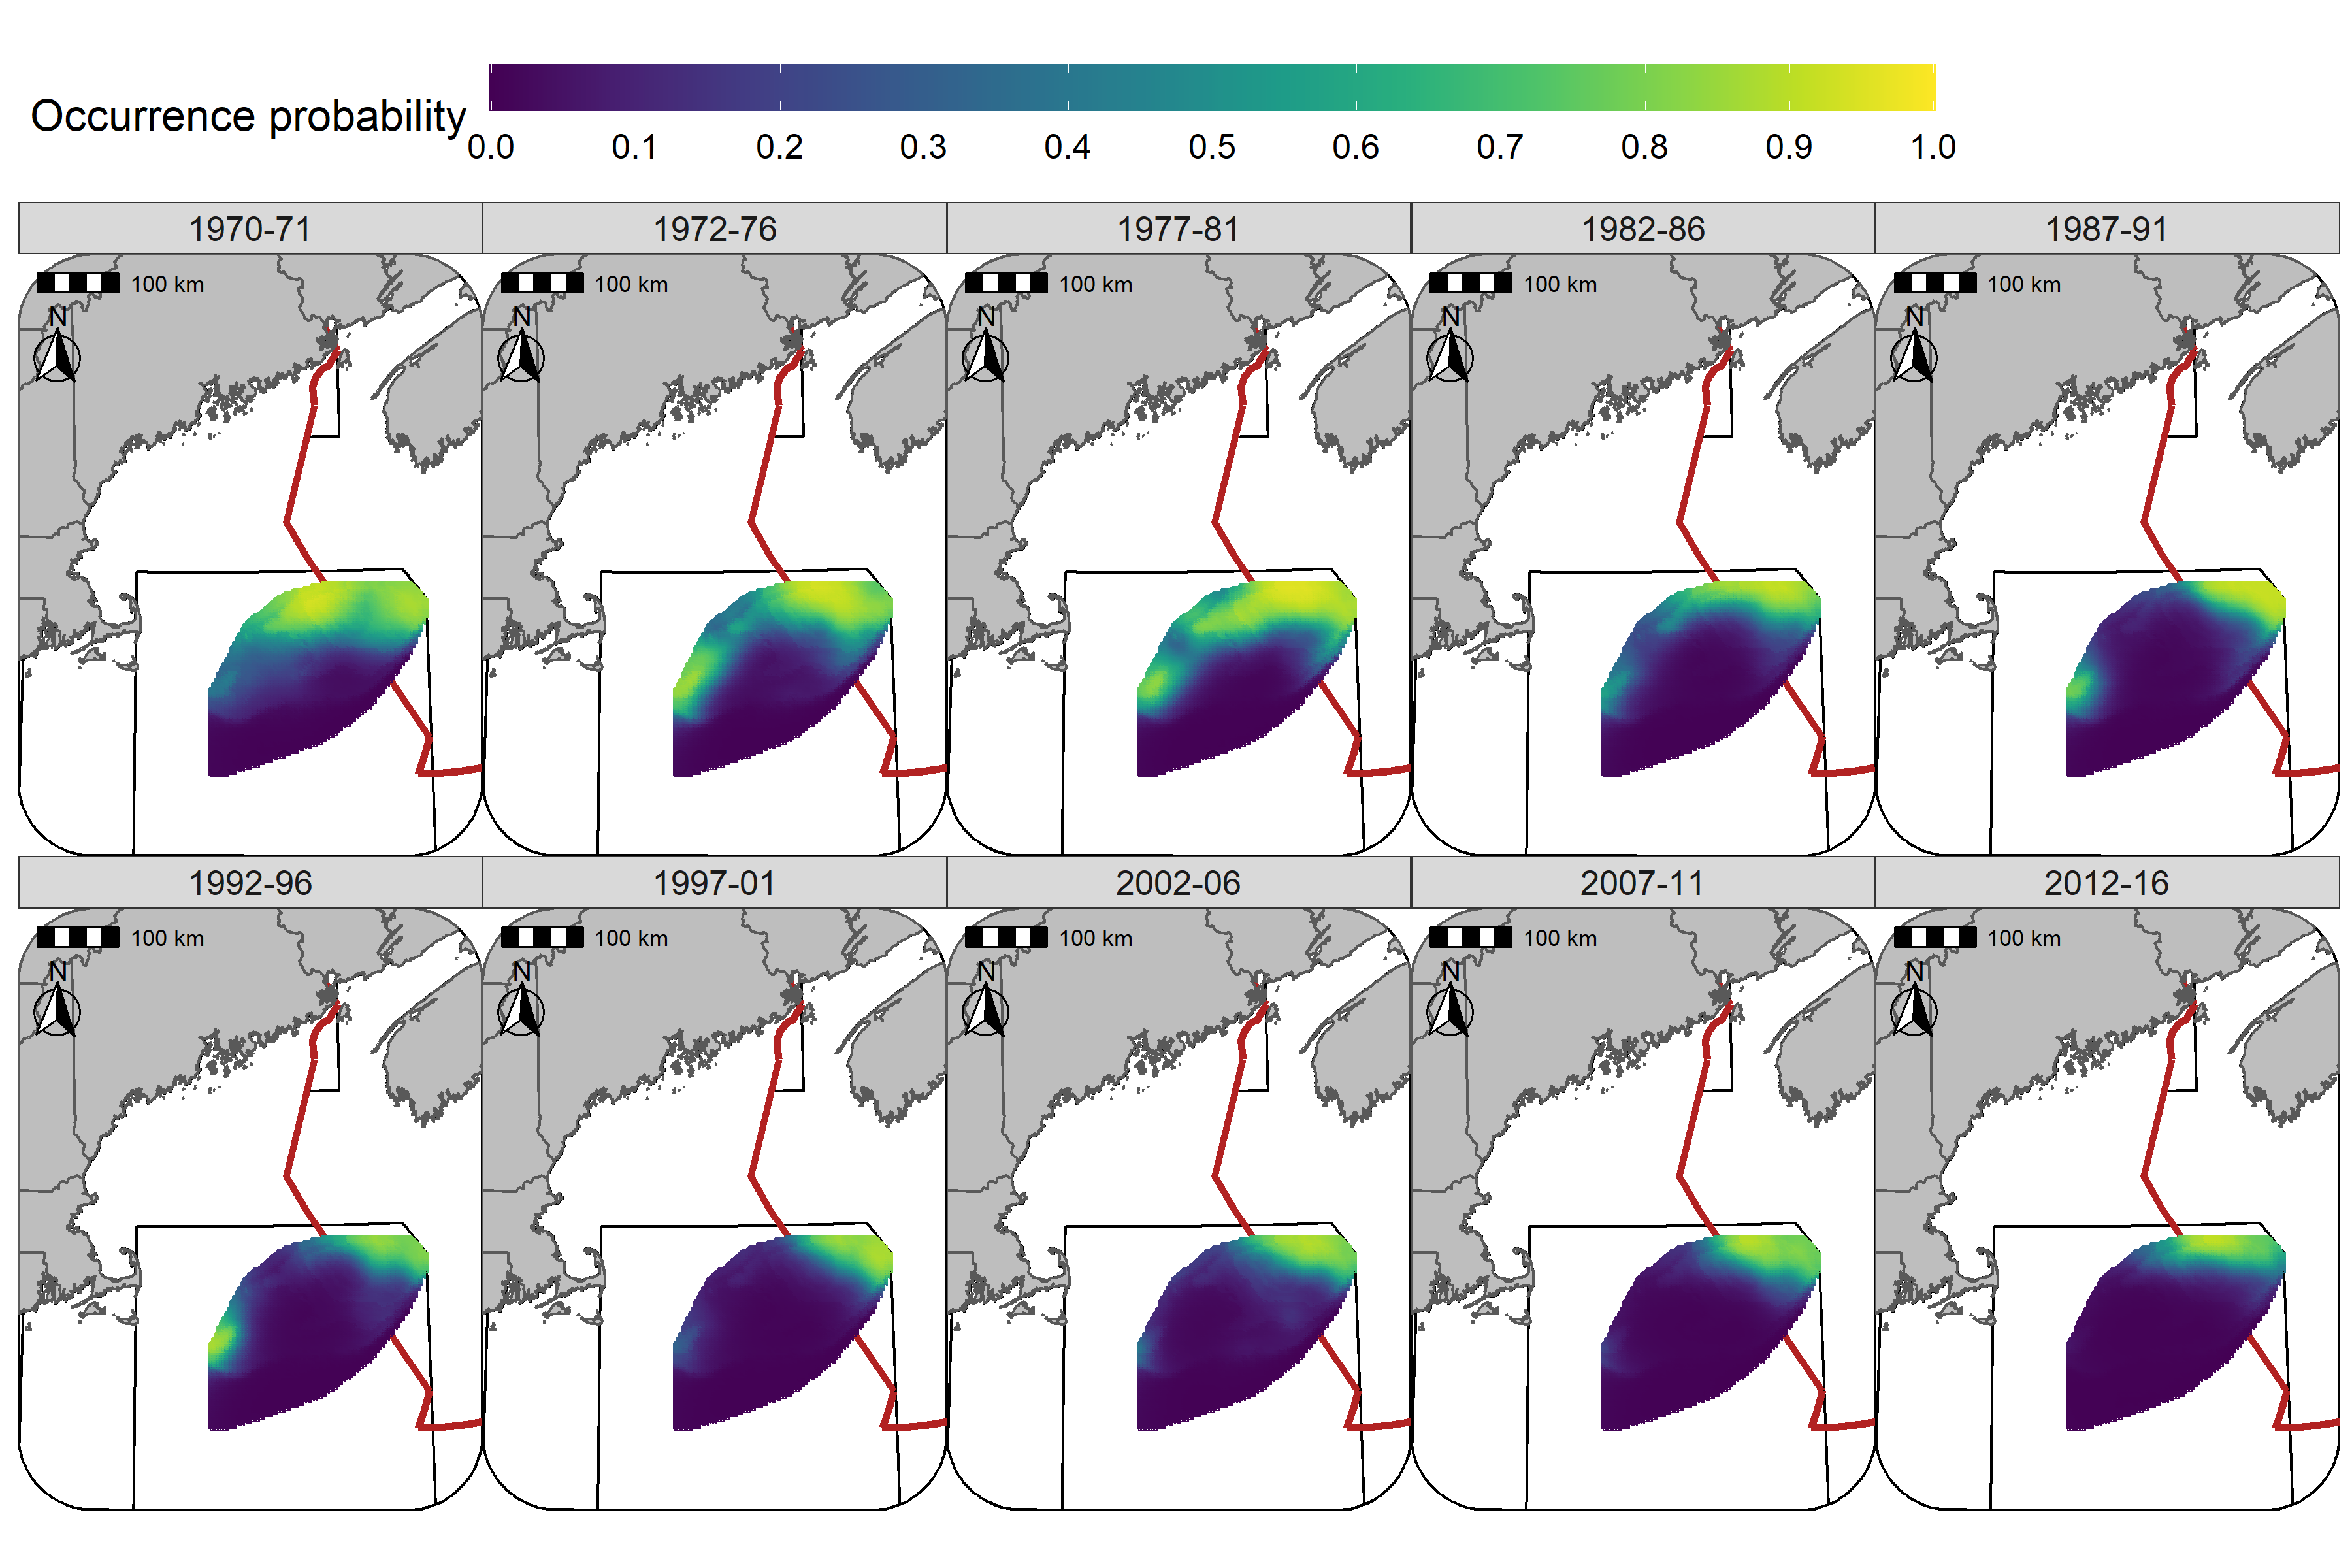 Occurrence probability
0.0 0.1 0.2 0.3 0.4 0.5 0.6 0.7 0.8 0.9 1.0
1970-71 1972-76 1977-81 1982-86 1987-91
100 km 100 km 100 km 100 km 100 km
N N N N N
1992-96 1997-01 2002-06 2007-11 2012-16
100 km 100 km 100 km 100 km 100 km
N N N N N